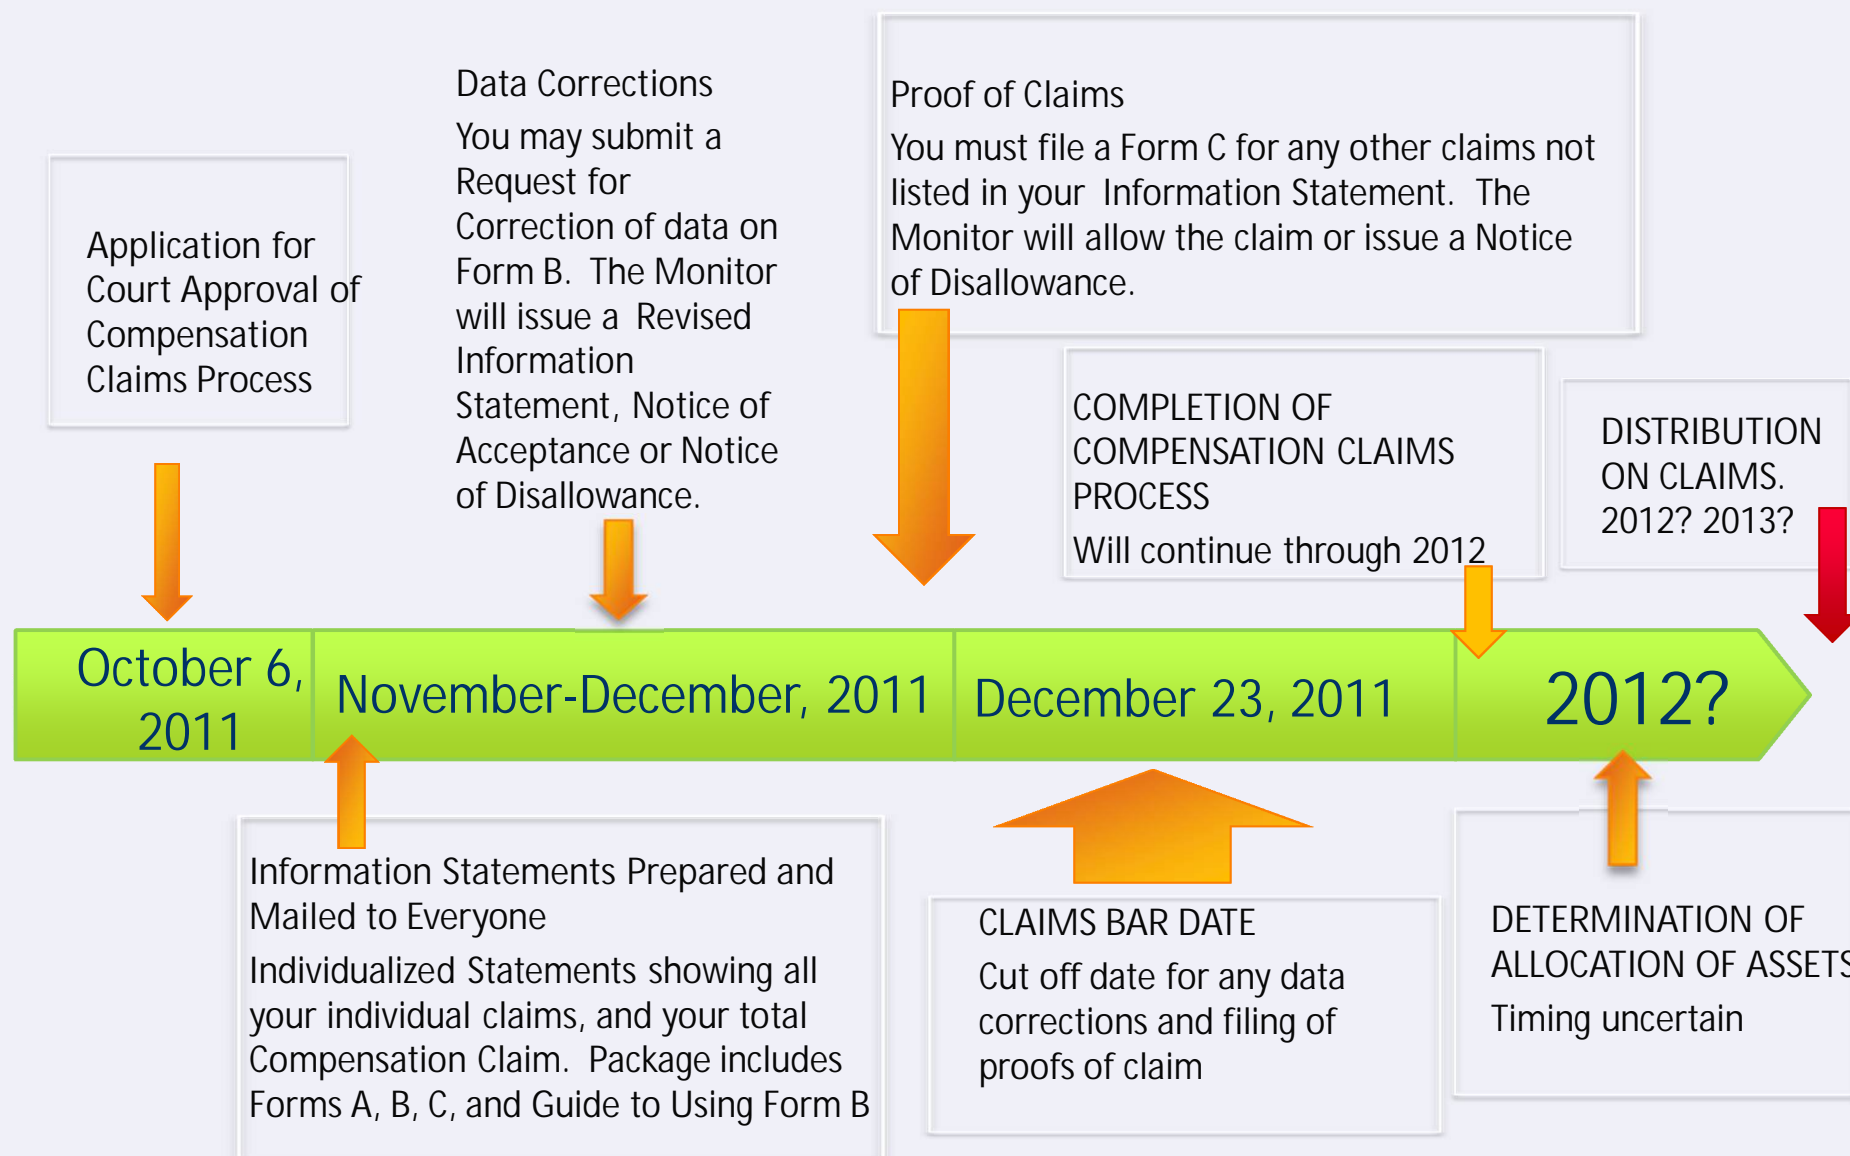 Application for
Court Approval of
Compensation
Claims Process
Data Corrections
You may submit a
Request for
Correction of data on
Form B.  The Monitor
will issue a  Revised
Information
Statement, Notice of
Acceptance or Notice
of Disallowance.
Proof of Claims
You must file a Form C for any other claims not
listed in your  Information Statement.  The
Monitor will allow the claim or issue a Notice
of Disallowance.
COMPLETION OF
COMPENSATION CLAIMS
PROCESS
Will continue through 2012
DISTRIBUTION
ON CLAIMS.
2012? 2013?
October 6,
2011
November-December, 2011
December 23, 2011
2012?
Information Statements Prepared and
Mailed to Everyone
Individualized Statements showing all
your individual claims, and your total
Compensation Claim.  Package includes
Forms A, B, C, and Guide to Using Form B
CLAIMS BAR DATE
Cut off date for any data
corrections and filing of
proofs of claim
DETERMINATION OF
ALLOCATION OF ASSETS
Timing uncertain